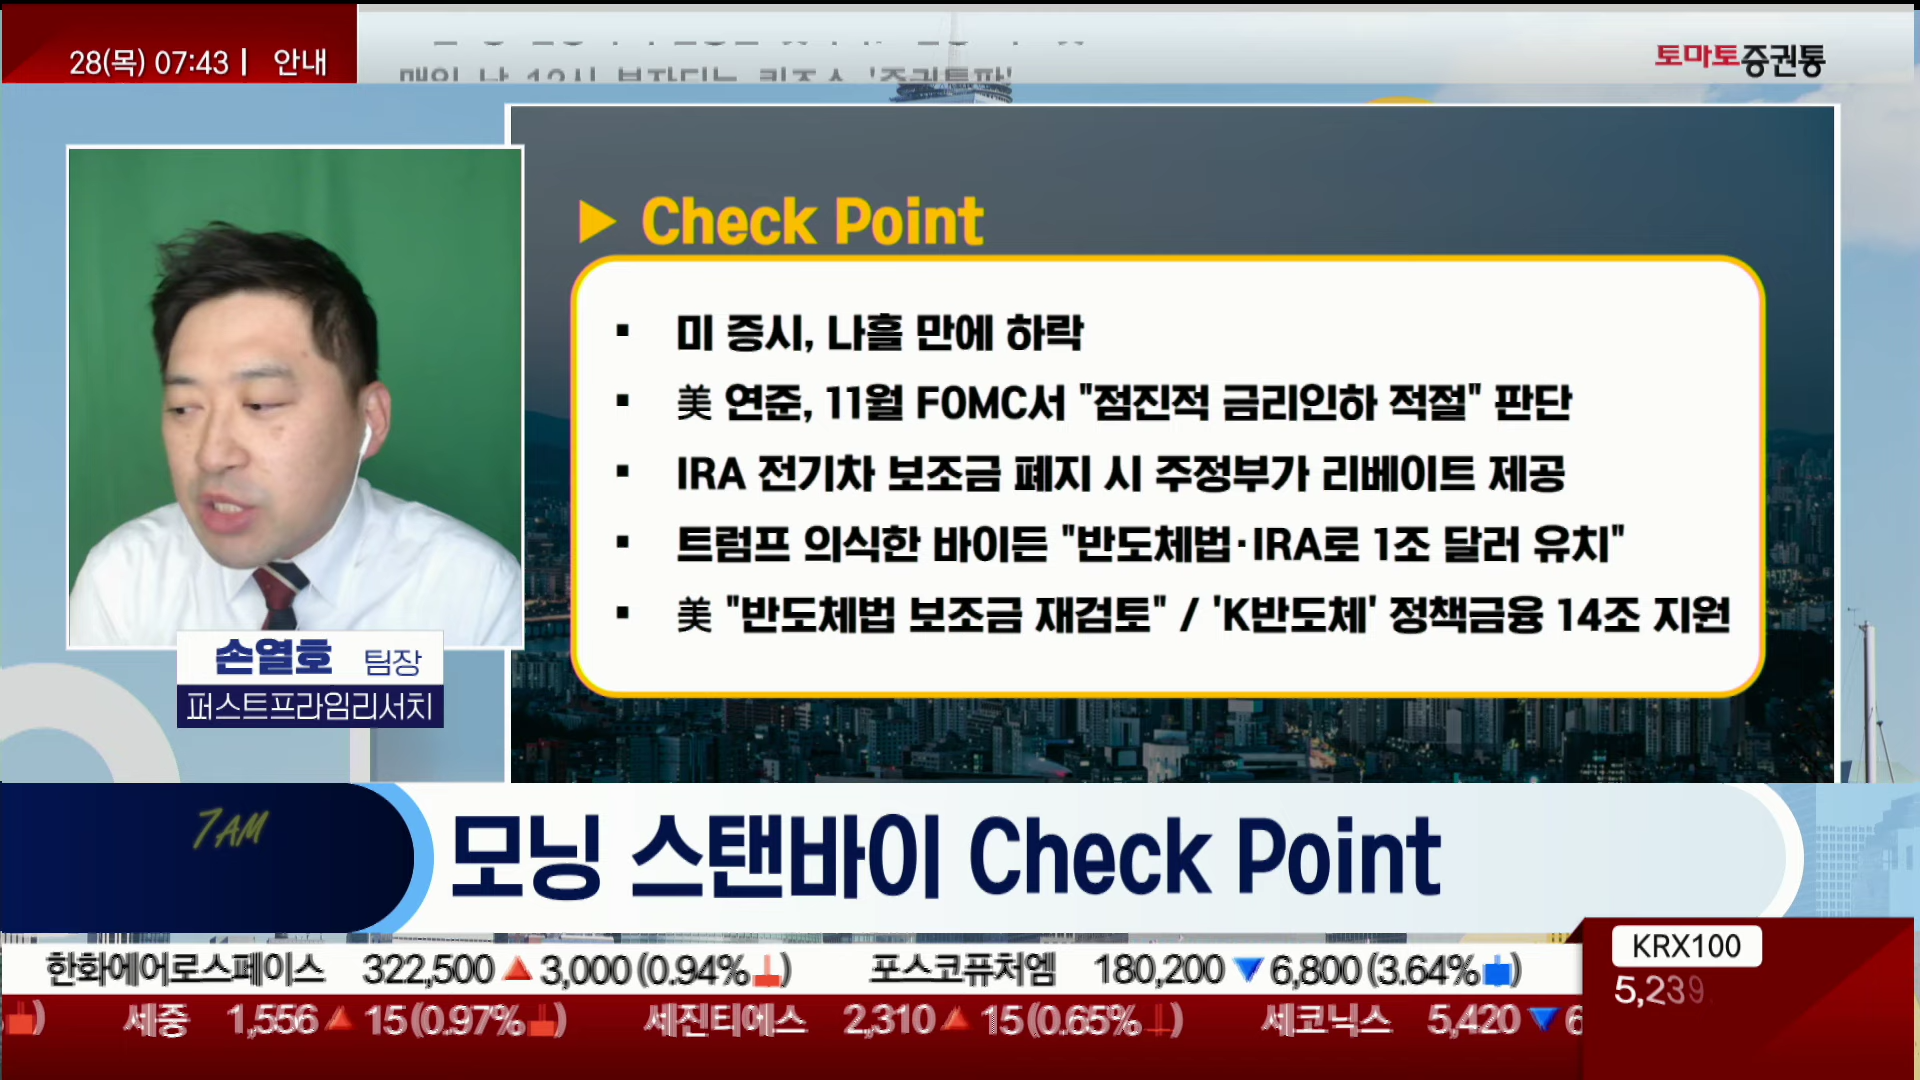 28(목) 07:43 | 안내
토마토증권통
▶ Check Point
▪ 미 증시, 나흘 만에 하락
▪ 美 연준, 11월 FOMC서 "점진적 금리인하 적절" 판단
▪ IRA 전기차 보조금 폐지 시 주정부가 리베이트 제공
▪ 트럼프 의식한 바이든 "반도체법·IRA로 1조 달러 유치"
▪ 美 "반도체법 보조금 재검토" / 'K반도체' 정책금융 14조 지원
손열호 팀장
퍼스트프라임리서치
7AM
모닝 스탠바이 Check Point
한화에어로스페이스 322,500 ▲ 3,000 (0.94%) 포스코퓨처엠 180,200 ▼ 6,800 (3.64%)
KRX100
5,239
) 세중 1,556 ▲ 15 (0.97%) 세진티에스 2,310 ▲ 15 (0.65%) 세코닉스 5,420 ▼ 6